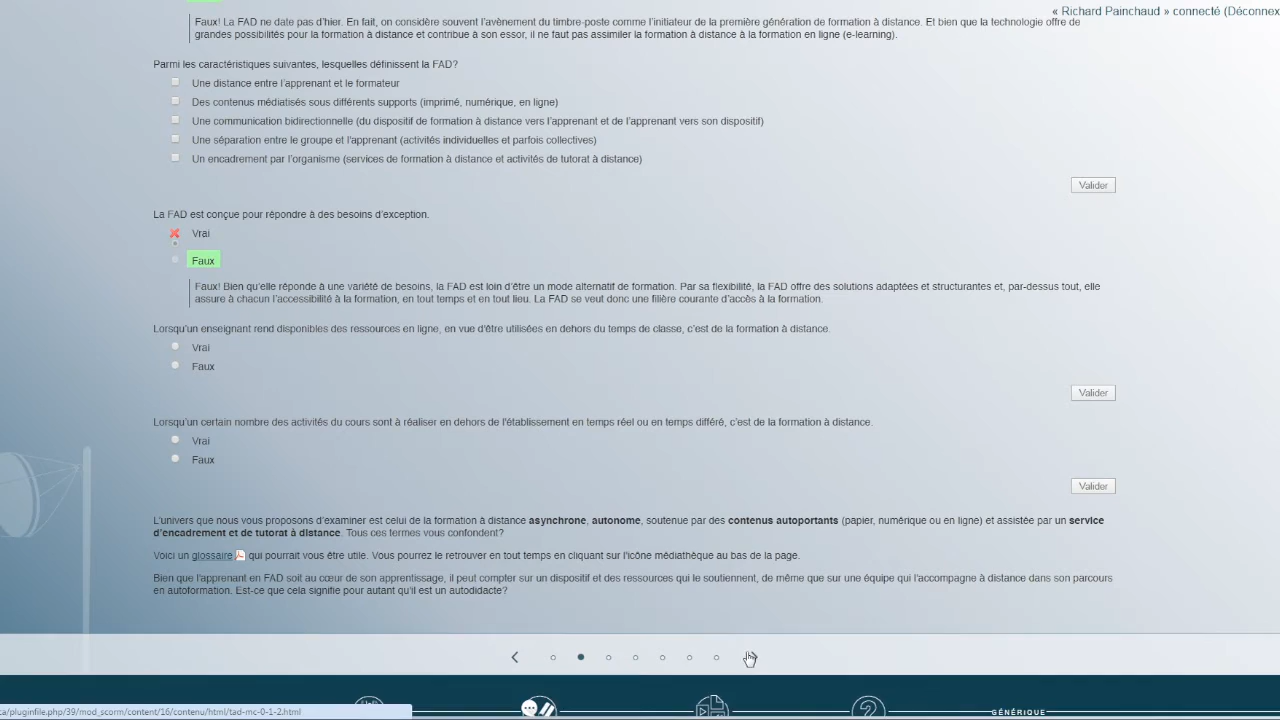 « Richard Painchaud » connecté (Déconnex
Faux! La FAD ne date pas d'hier. En fait, on considère souvent l'avènement du timbre-poste comme l'initiateur de la première génération de formation à distance. Et bien que la technologie offre de
grandes possibilités pour la formation à distance et contribue à son essor, il ne faut pas assimiler la formation à distance à la formation en ligne (e-learning).
Parmi les caractéristiques suivantes, lesquelles définissent la FAD?
Une distance entre l'apprenant et le formateur
Des contenus médiatisés sous différents supports (imprimé, numérique, en ligne)
Une communication bidirectionnelle (du dispositif de formation à distance vers l'apprenant et de l'apprenant vers son dispositif)
Une séparation entre le groupe et l'apprenant (activités individuelles et parfois collectives)
Un encadrement par l'organisme (services de formation à distance et activités de tutorat à distance)
Valider
La FAD est conçue pour répondre à des besoins d'exception.
Vrai
Faux
Faux! Bien qu'elle réponde à une variété de besoins, la FAD est loin d'être un mode alternatif de formation. Par sa flexibilité, la FAD offre des solutions adaptées et structurantes et, par-dessus tout, elle
assure à chacun l'accessibilité à la formation, en tout temps et en tout lieu. La FAD se veut donc une filière courante d'accès à la formation.
Lorsqu'un enseignant rend disponibles des ressources en ligne, en vue d'être utilisées en dehors du temps de classe, c'est de la formation à distance.
Vrai
Faux
Valider
Lorsqu'un certain nombre des activités du cours sont à réaliser en dehors de l'établissement en temps réel ou en temps différé, c'est de la formation à distance.
Vrai
Faux
Valider
L'univers que nous vous proposons d'examiner est celui de la formation à distance asynchrone, autonome, soutenue par des contenus autoportants (papier, numérique ou en ligne) et assistée par un service
d'encadrement et de tutorat à distance. Tous ces termes vous confondent?
Voici un glossaire qui pourrait vous être utile. Vous pourrez le retrouver en tout temps en cliquant sur l'icône médiathèque au bas de la page.
Bien que l'apprenant en FAD soit au cœur de son apprentissage, il peut compter sur un dispositif et des ressources qui le soutiennent, de même que sur une équipe qui l'accompagne à distance dans son parcours
en autoformation. Est-ce que cela signifie pour autant qu'il est un autodidacte?
GÉNÉRIQUE
ca/pluginfile.php/39/mod_scorm/content/16/contenu/html/tad-mc-0-1-2.html